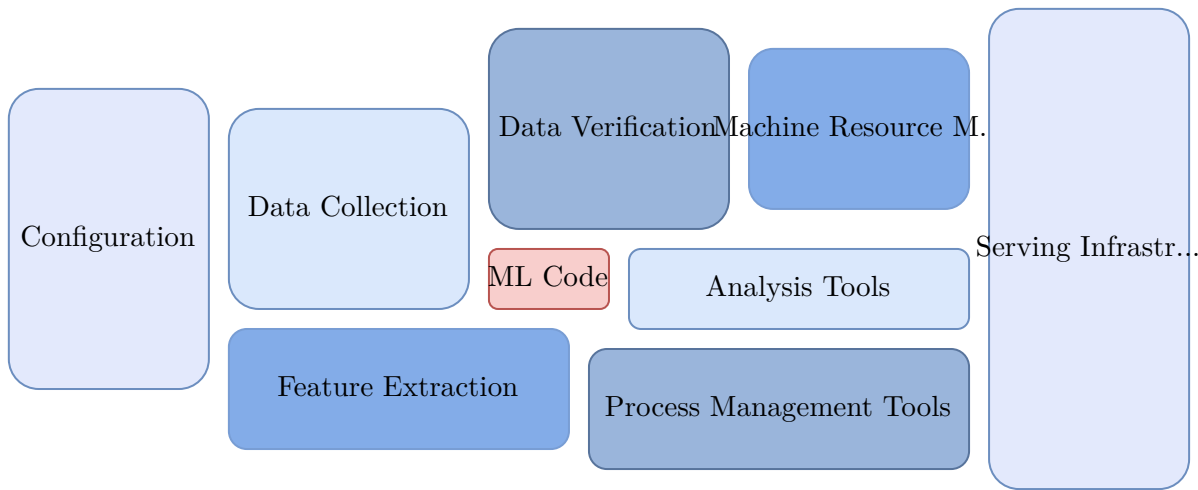 Configuration
Data Collection
Data Verification
Machine Resource M.
Serving Infrastr...
ML Code
Analysis Tools
Feature Extraction
Process Management Tools